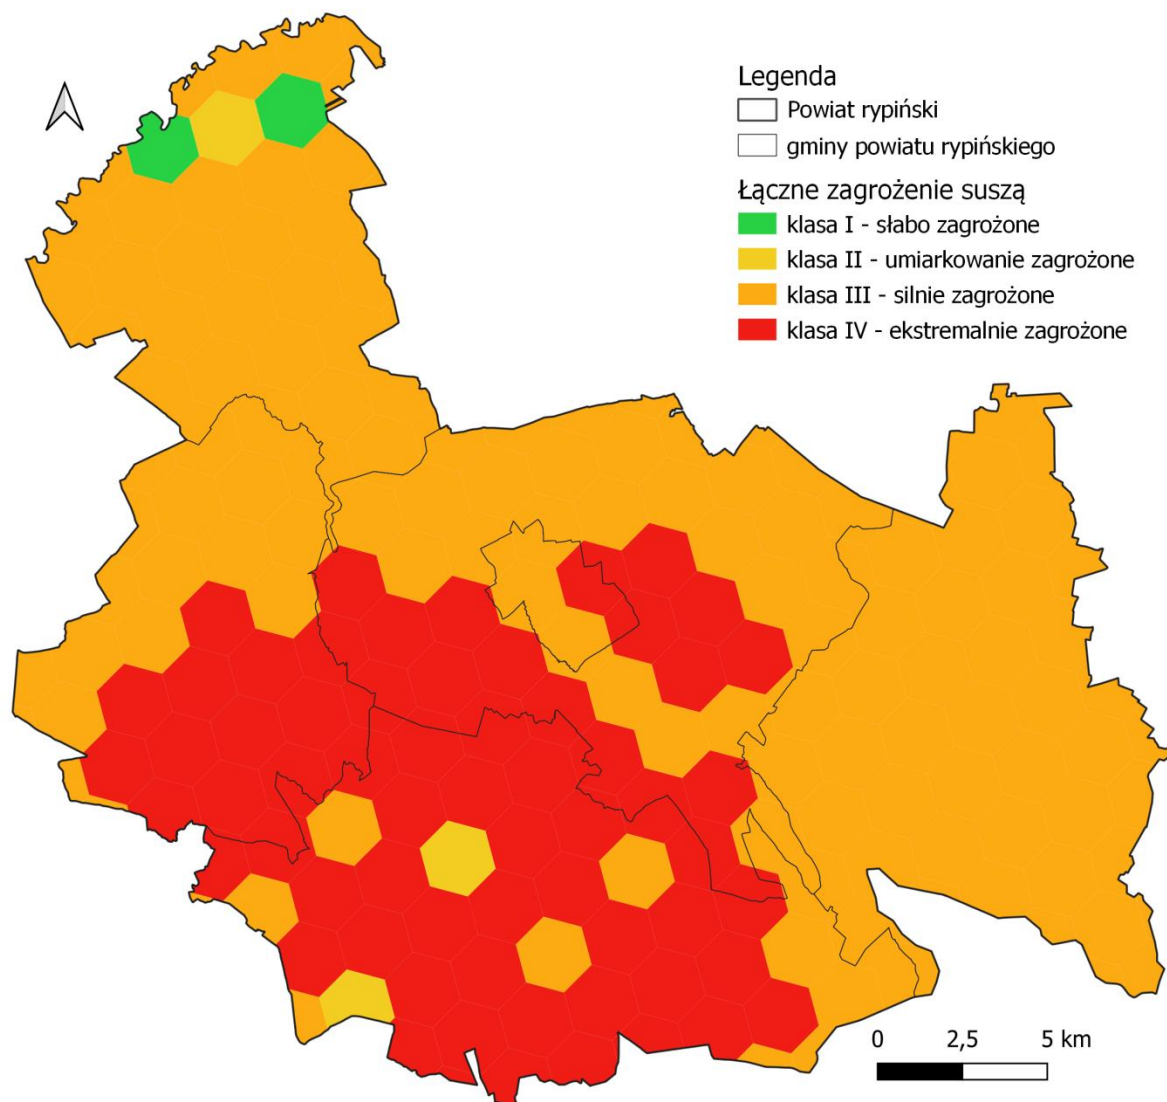 Legenda
Powiat rypiński
gminy powiatu rypińskiego
Łączne zagrożenie suszą
klasa I - słabo zagrożone
klasa II - umiarkowanie zagrożone
klasa III - silnie zagrożone
klasa IV - ekstremalnie zagrożone
0 2,5 5 km